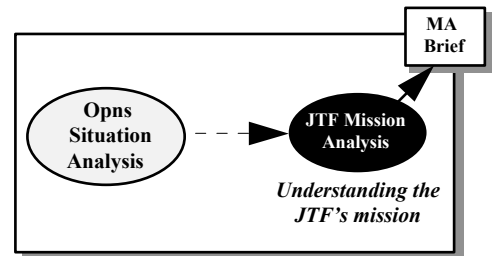 MA
Brief
Opns
Situation
Analysis
JTF Mission
Analysis
Understanding the
JTF's mission